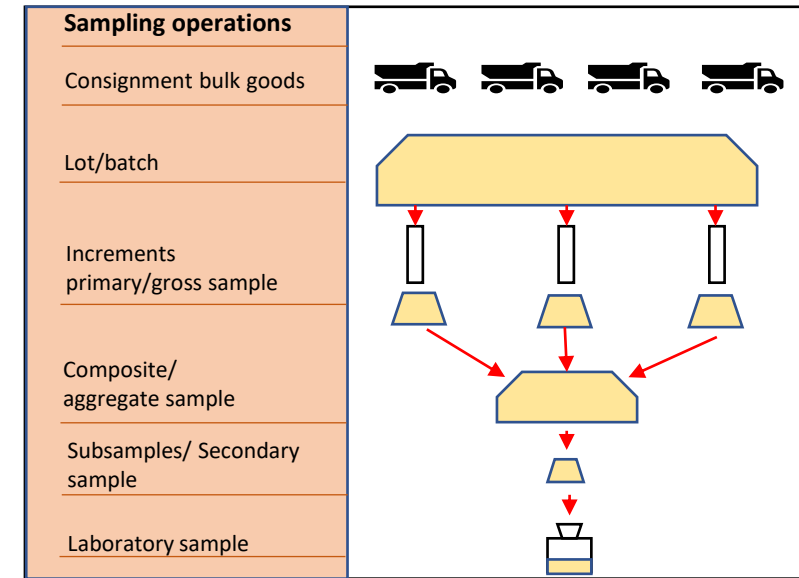 Sampling operations
Consignment bulk goods
Lot/batch
Increments
primary/gross sample
Composite/
aggregate sample
Subsamples/ Secondary
sample
Laboratory sample